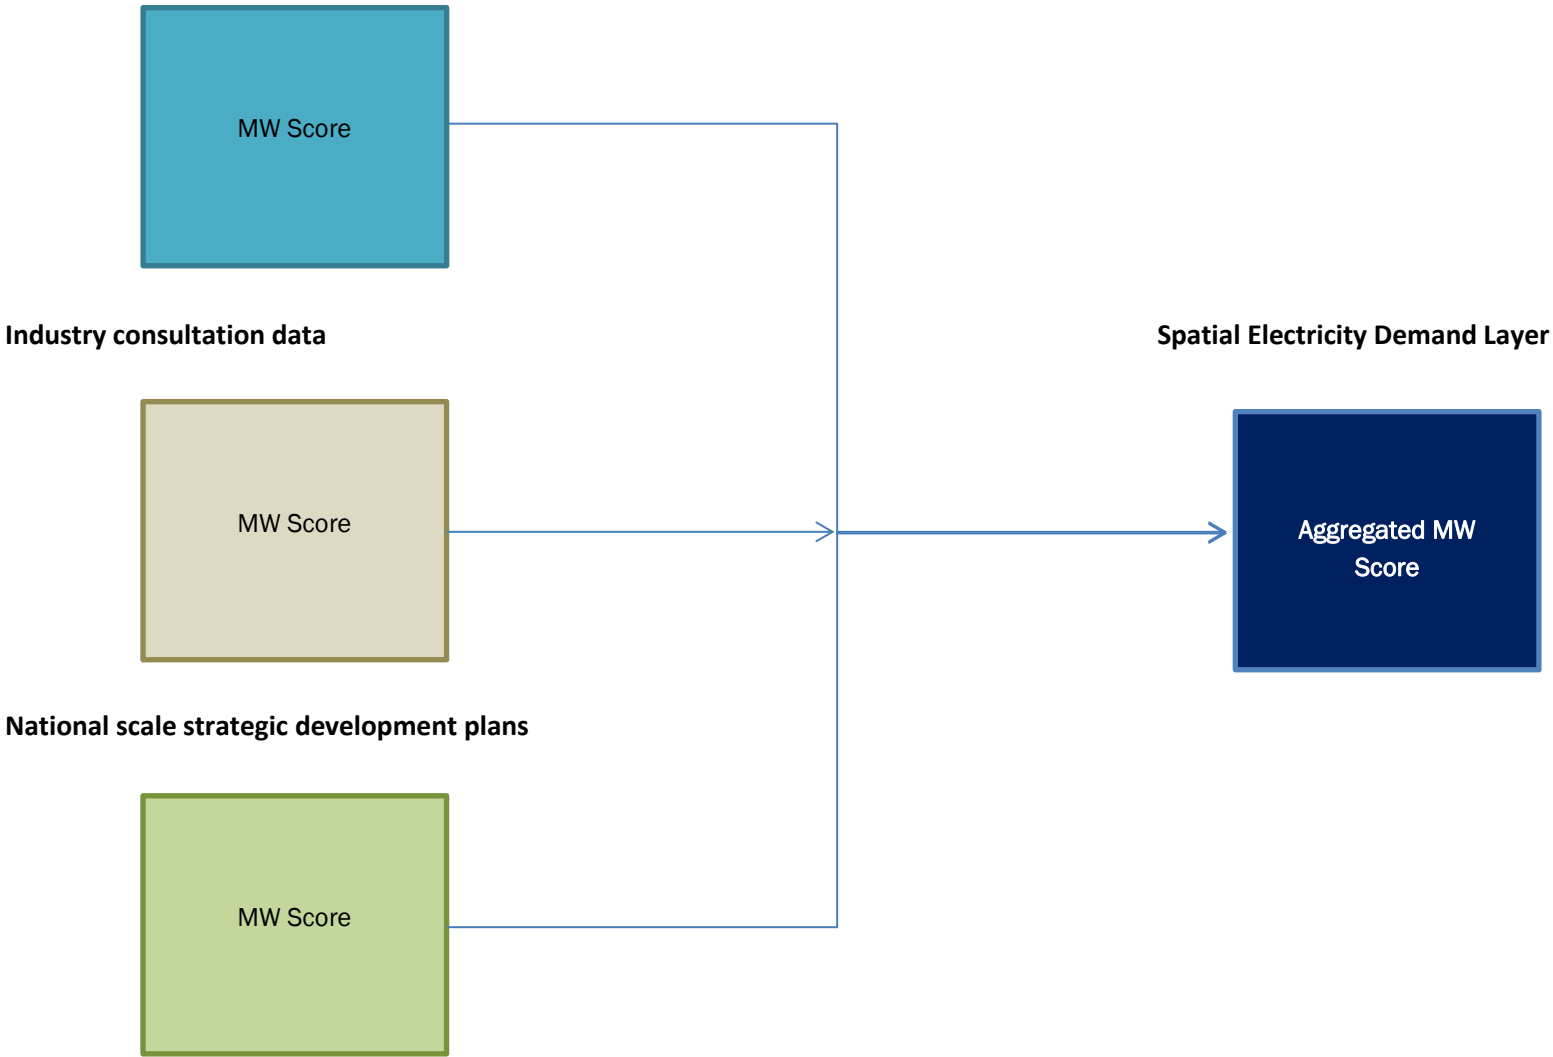 MW Score
Industry consultation data
Spatial Electricity Demand Layer
MW Score
Aggregated MW
Score
National scale strategic development plans
MW Score